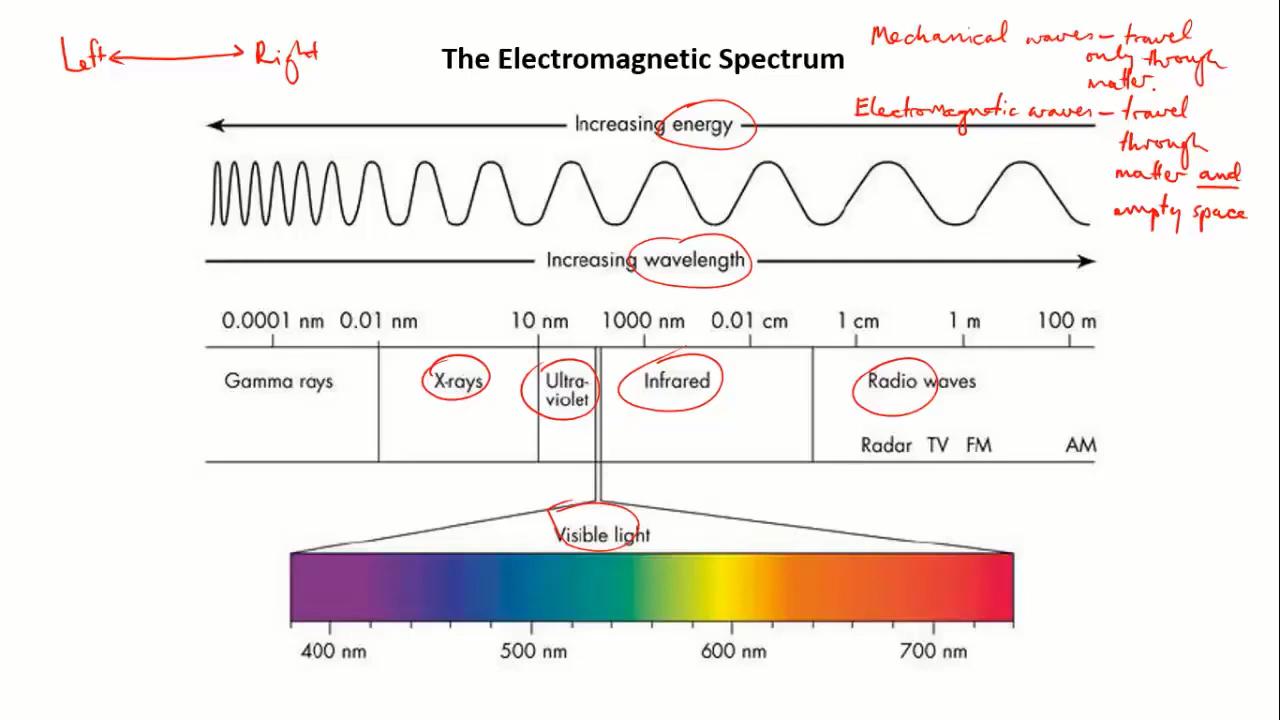 Left Right
The Electromagnetic Spectrum
Mechanical waves – travel
only through
matter.
Electromagnetic waves – travel
through
matter and
empty space
Increasing energy
Increasing wavelength
0.0001 nm 0.01 nm 10 nm 1000 nm 0.01 cm 1 cm 1 m 100 m
Gamma rays X-rays Ultra- Infrared Radio waves
violet
Radar TV FM AM
Visible light
400 nm 500 nm 600 nm 700 nm